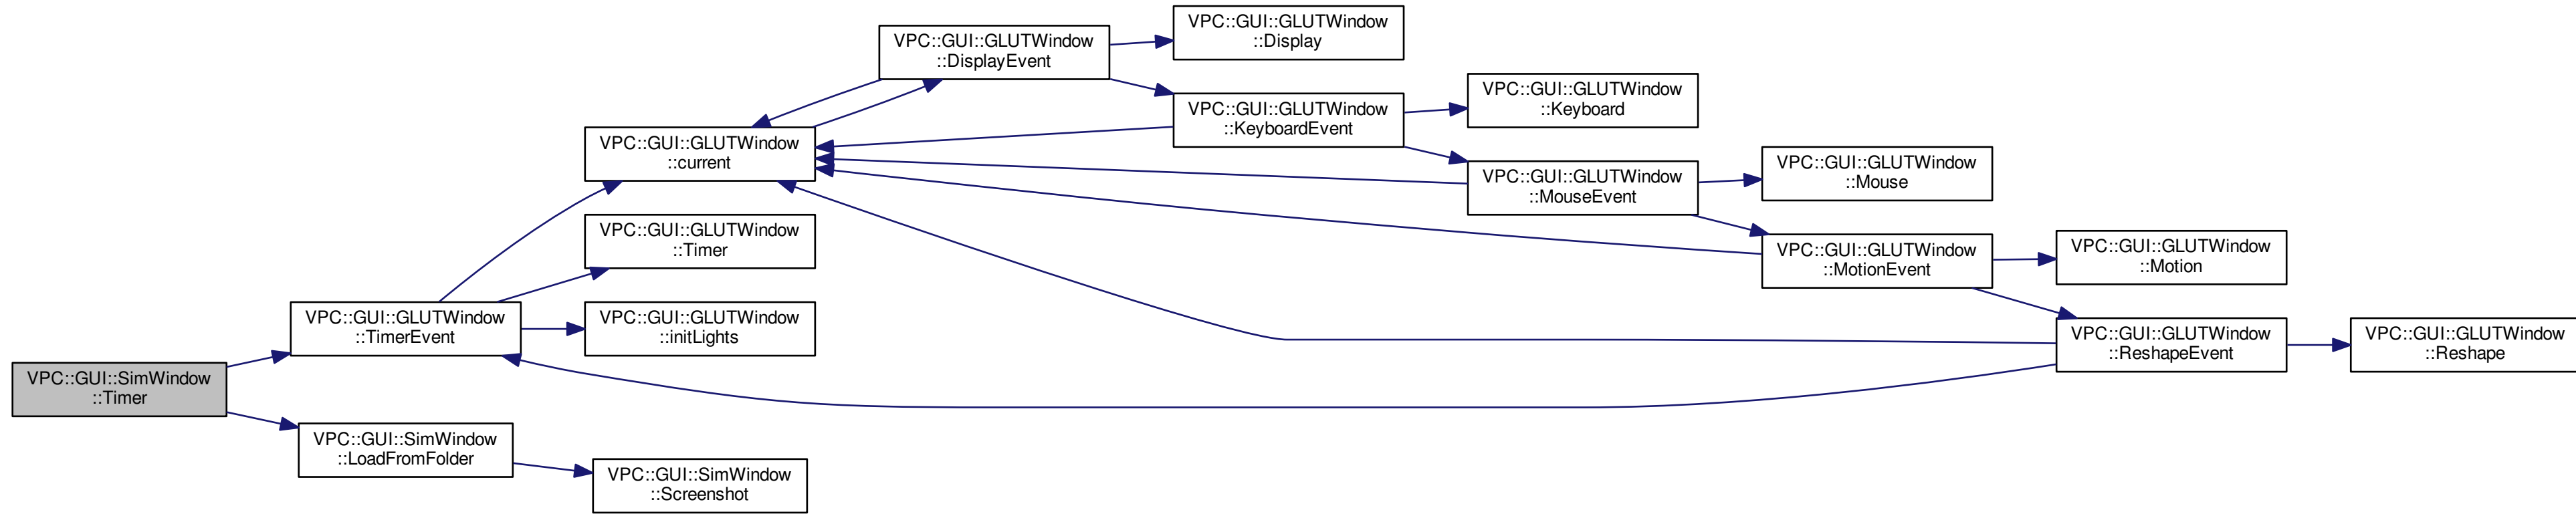 VPC::GUI::SimWindow
::Timer
VPC::GUI::GLUTWindow
::TimerEvent
VPC::GUI::SimWindow
::LoadFromFolder
VPC::GUI::GLUTWindow
::current
VPC::GUI::GLUTWindow
::Timer
VPC::GUI::GLUTWindow
::initLights
VPC::GUI::SimWindow
::Screenshot
VPC::GUI::GLUTWindow
::DisplayEvent
VPC::GUI::GLUTWindow
::Display
VPC::GUI::GLUTWindow
::KeyboardEvent
VPC::GUI::GLUTWindow
::Keyboard
VPC::GUI::GLUTWindow
::MouseEvent
VPC::GUI::GLUTWindow
::Mouse
VPC::GUI::GLUTWindow
::MotionEvent
VPC::GUI::GLUTWindow
::Motion
VPC::GUI::GLUTWindow
::ReshapeEvent
VPC::GUI::GLUTWindow
::Reshape